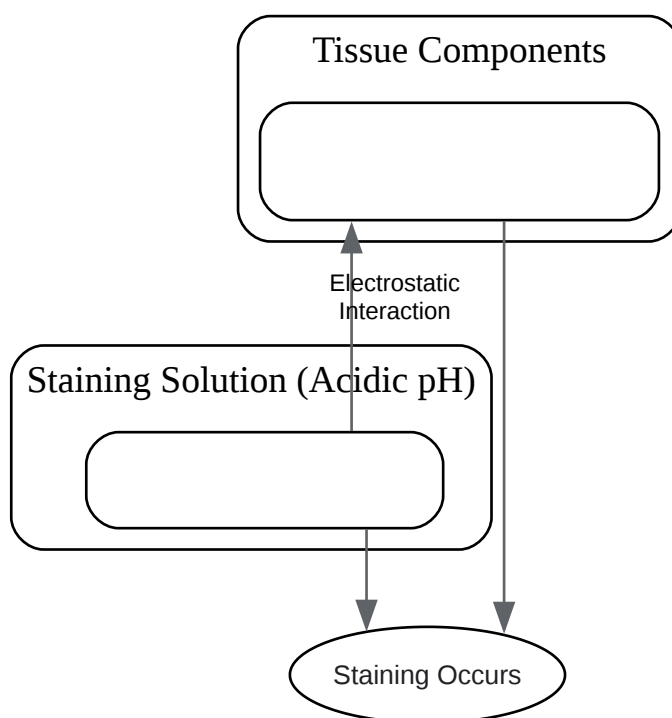 Tissue Components
Electrostatic
Interaction
Staining Solution (Acidic pH)
Staining Occurs